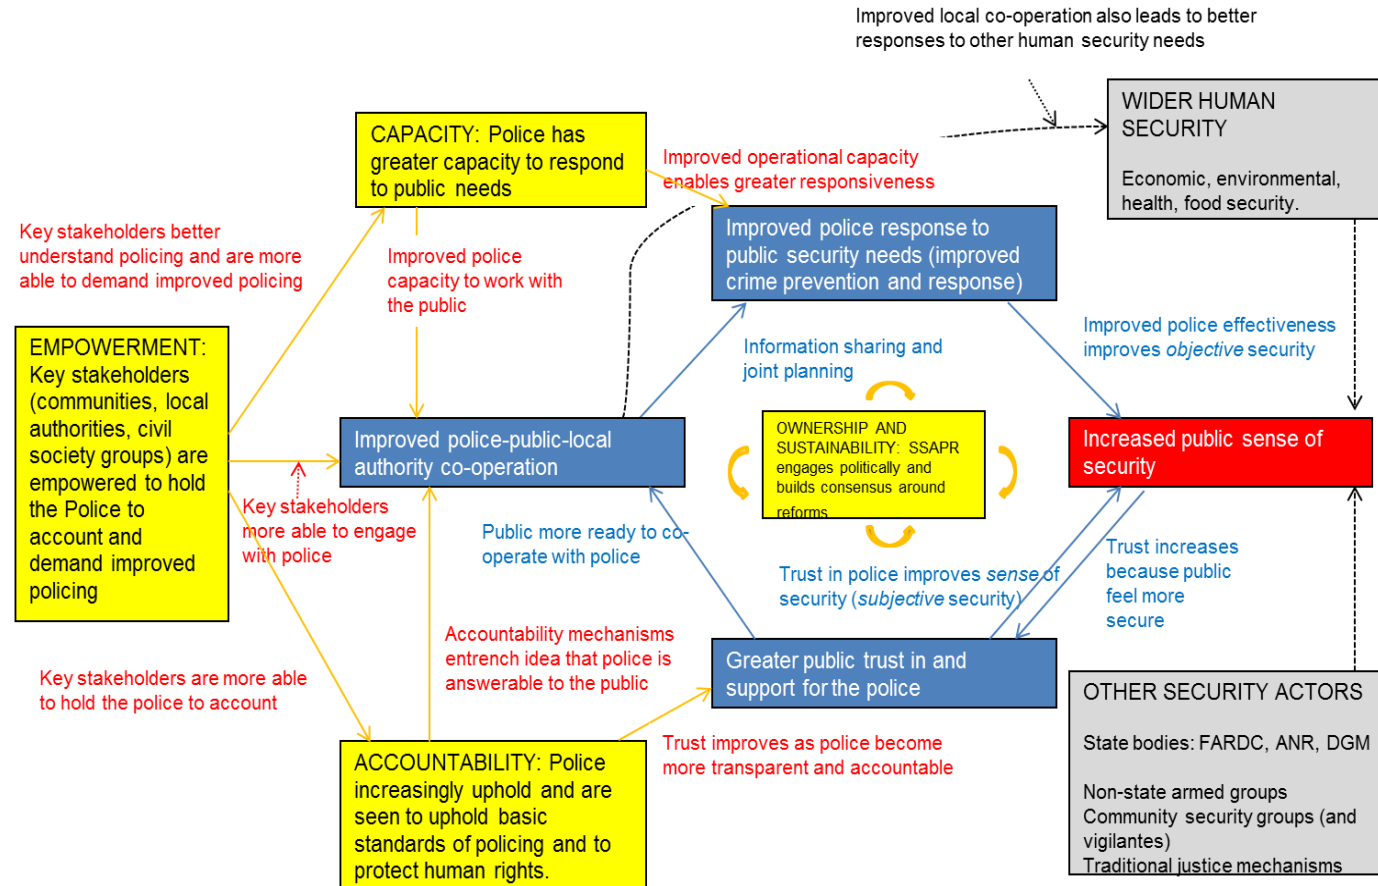 Improved local co-operation also leads to better
responses to other human security needs
WIDER HUMAN
SECURITY
Economic, environmental,
health, food security.
CAPACITY: Police has
greater capacity to respond
to public needs
Improved operational capacity
enables greater responsiveness
Key stakeholders better
understand policing and are more
able to demand improved policing
Improved police
capacity to work with
the public
Improved police response to
public security needs (improved
crime prevention and response)
EMPOWERMENT:
Key stakeholders
(communities, local
authorities, civil
society groups) are
empowered to hold
the Police to
account and
demand improved
policing
Information sharing and
joint planning
Improved police effectiveness
improves objective security
Improved police-public-local
authority co-operation
OWNERSHIP AND
SUSTAINABILITY: SSAPR
engages politically and
builds consensus around
reforms
Increased public sense of
security
Key stakeholders
more able to engage
with police
Public more ready to co-
operate with police
Trust in police improves sense of
security (subjective security)
Trust increases
because public
feel more
secure
Accountability mechanisms
entrench idea that police is
answerable to the public
Greater public trust in and
support for the police
Key stakeholders are more able
to hold the police to account
Trust improves as police become
more transparent and accountable
ACCOUNTABILITY: Police
increasingly uphold and are
seen to uphold basic
standards of policing and to
protect human rights.
OTHER SECURITY ACTORS
State bodies: FARDC, ANR, DGM
Non-state armed groups
Community security groups (and
vigilantes)
Traditional justice mechanisms